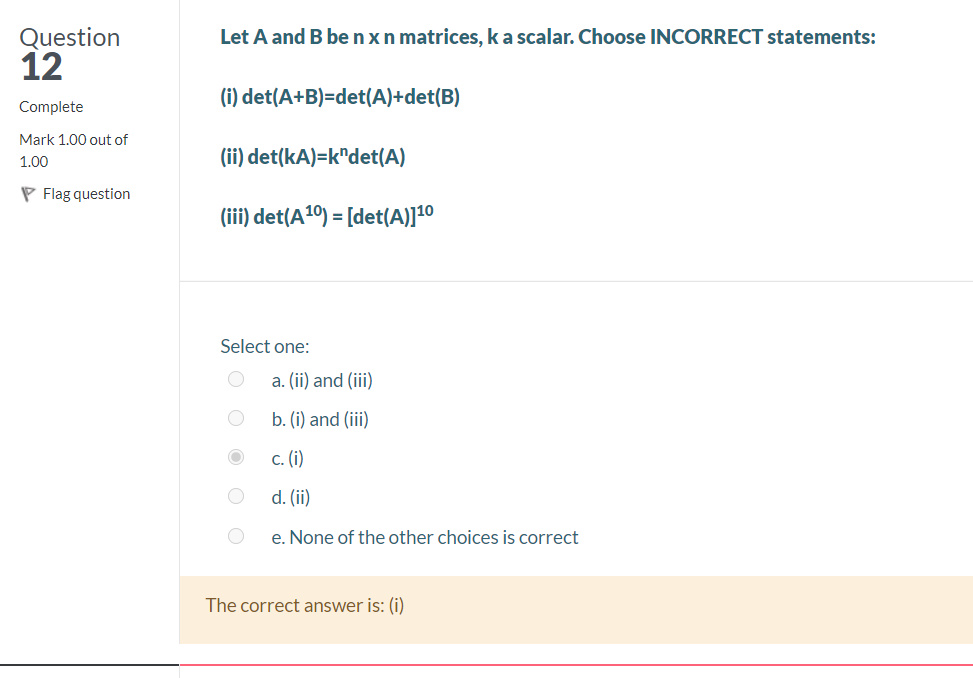 Question
12
Complete
Mark 1.00 out of
1.00
Flag question
Let A and B be n x n matrices, k a scalar. Choose INCORRECT statements:
(i) det(A+B)=det(A)+det(B)
(ii) det(kA)=kⁿdet(A)
(iii) det(A¹⁰) = [det(A)]¹⁰
Select one:
a. (ii) and (iii)
b. (i) and (iii)
c. (i)
d. (ii)
e. None of the other choices is correct
The correct answer is: (i)